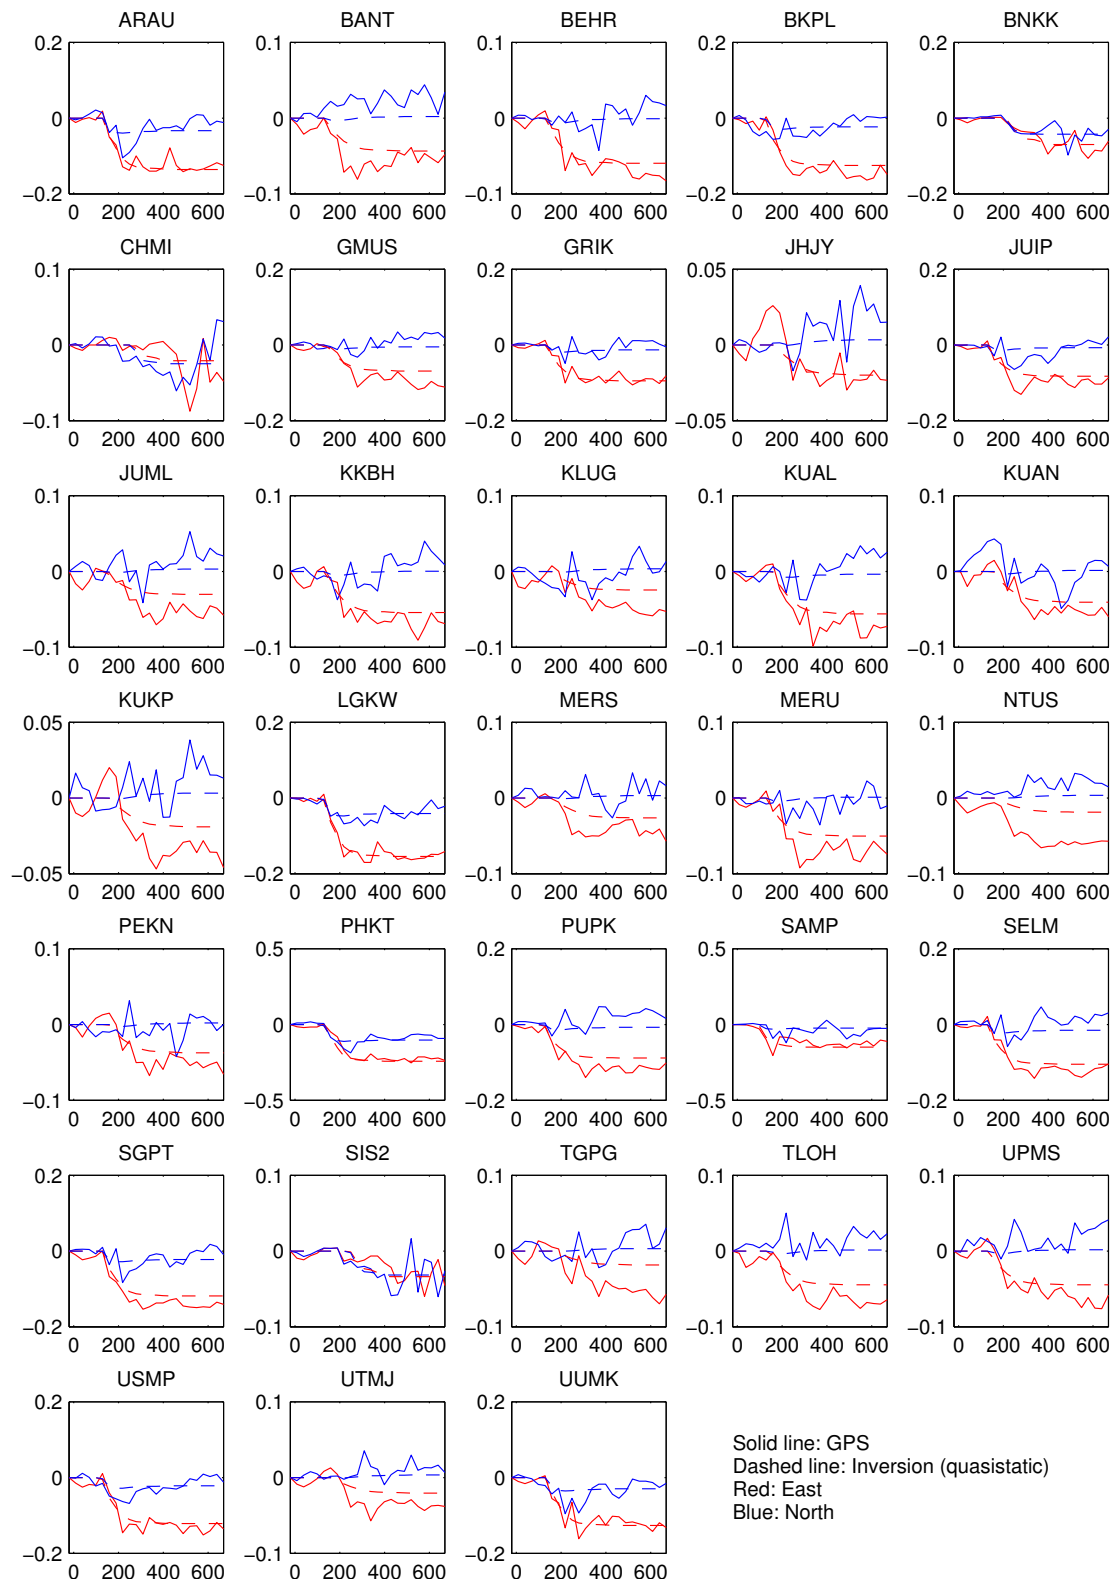 ARAU BANT BEHR BKPL BNKK
0.2 0.1 0.1 0.2 0.2
0 0 0 0 0
−0.2 −0.1 −0.1 −0.2 −0.2
0 200 400 600 0 200 400 600 0 200 400 600 0 200 400 600 0 200 400 600
CHMI GMUS GRIK JHJY JUIP
0.1 0.2 0.2 0.05 0.2
0 0 0 0 0
−0.1 −0.2 −0.2 −0.05 −0.2
0 200 400 600 0 200 400 600 0 200 400 600 0 200 400 600 0 200 400 600
JUML KKBH KLUG KUAL KUAN
0.1 0.1 0.1 0.1 0.1
0 0 0 0 0
−0.1 −0.1 −0.1 −0.1 −0.1
0 200 400 600 0 200 400 600 0 200 400 600 0 200 400 600 0 200 400 600
KUKP LGKW MERS MERU NTUS
0.05 0.2 0.1 0.1 0.1
0 0 0 0 0
−0.05 −0.2 −0.1 −0.1 −0.1
0 200 400 600 0 200 400 600 0 200 400 600 0 200 400 600 0 200 400 600
PEKN PHKT PUPK SAMP SELM
0.1 0.5 0.2 0.5 0.2
0 0 0 0 0
−0.1 −0.5 −0.2 −0.5 −0.2
0 200 400 600 0 200 400 600 0 200 400 600 0 200 400 600 0 200 400 600
SGPT SIS2 TGPG TLOH UPMS
0.2 0.1 0.1 0.1 0.1
0 0 0 0 0
−0.2 −0.1 −0.1 −0.1 −0.1
0 200 400 600 0 200 400 600 0 200 400 600 0 200 400 600 0 200 400 600
USMP UTMJ UUMK
0.2 0.1 0.2
0 0 0
−0.2 −0.1 −0.2
0 200 400 600 0 200 400 600 0 200 400 600
Solid line: GPS
Dashed line: Inversion (quasistatic)
Red: East
Blue: North